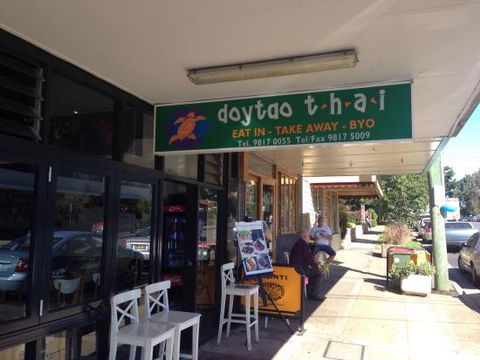 doytao t·h·a·i
EAT IN - TAKE AWAY - BYO
Tel. 9817 0055 Tel/Fax 9817 5009